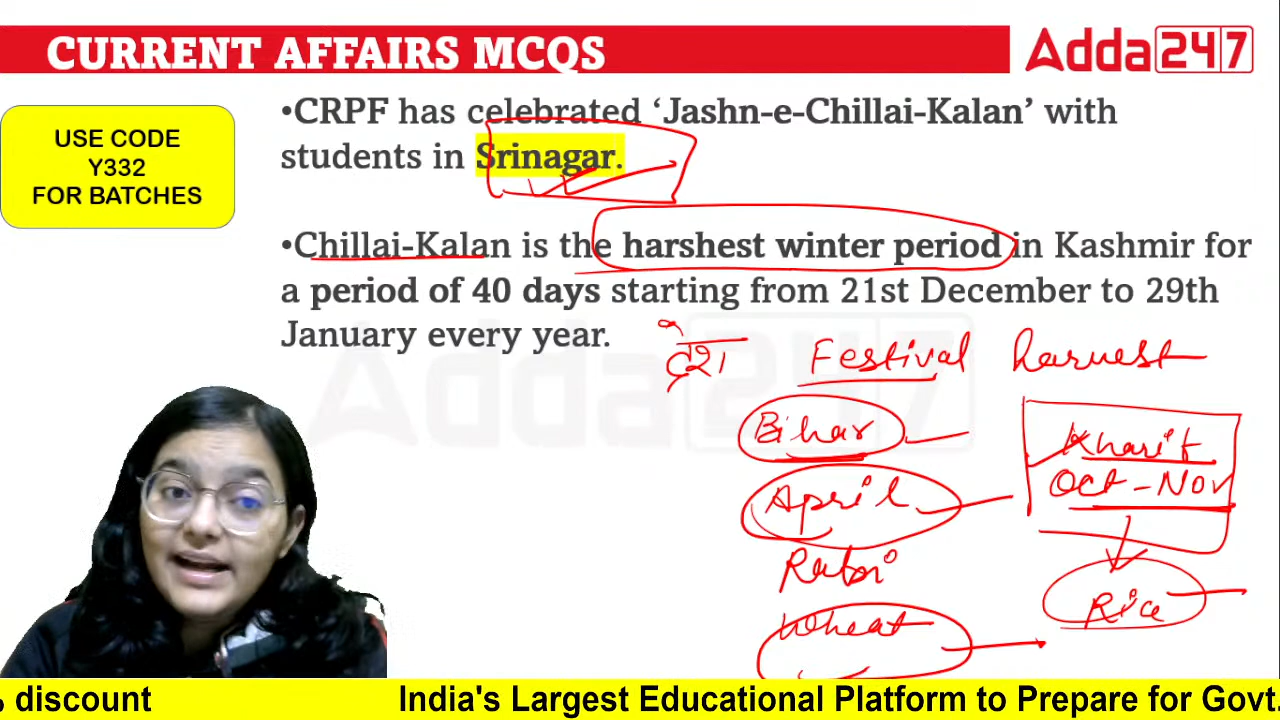 CURRENT AFFAIRS MCQS
Adda247
USE CODE
Y332
FOR BATCHES
•CRPF has celebrated ‘Jashn-e-Chillai-Kalan’ with
students in Srinagar.
•Chillai-Kalan is the harshest winter period in Kashmir for
a period of 40 days starting from 21st December to 29th
January every year.
Festival harvest
Bihar
Kharif
Oct-Nov
April
Rabi
Rice
Wheat
Adda247
discount
India's Largest Educational Platform to Prepare for Govt.